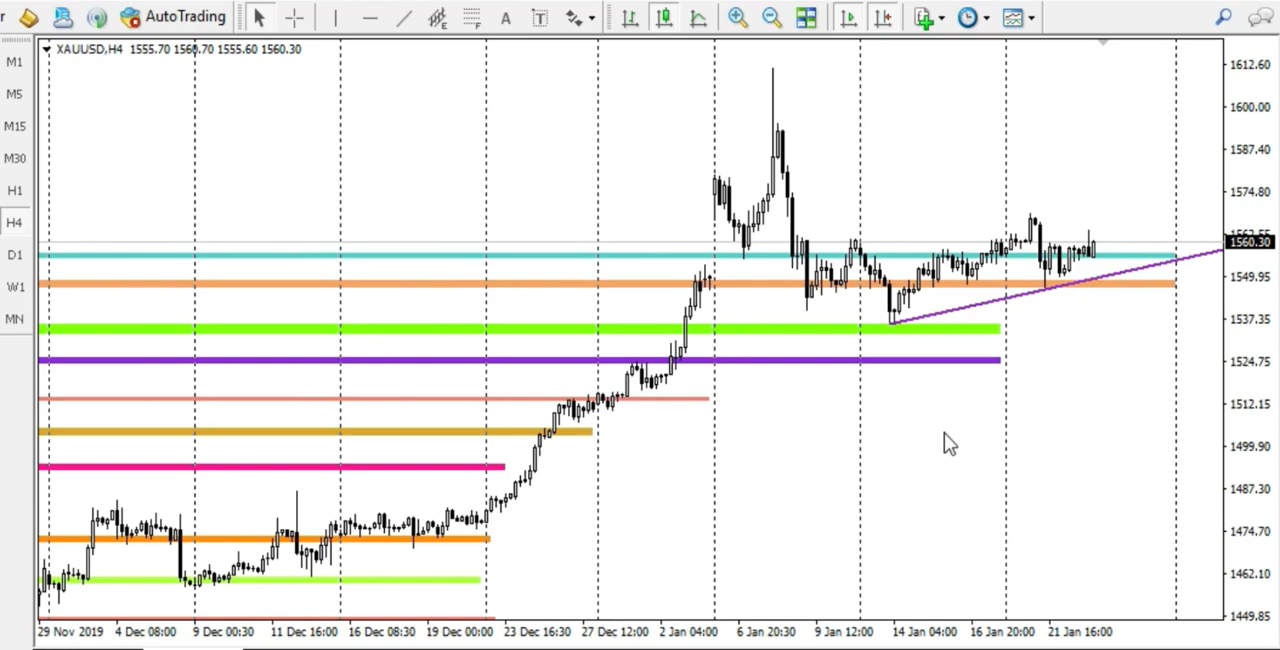 r AutoTrading E F A T
M1
M5
M15
M30
H1
H4
D1
W1
MN
XAUUSD,H4 1555.70 1560.70 1555.60 1560.30
1612.60
1600.00
1587.40
1574.80
1560.30
1549.95
1537.35
1524.75
1512.15
1499.90
1487.30
1474.70
1462.10
1449.85
29 Nov 2019 4 Dec 08:00 9 Dec 00:30 11 Dec 16:00 16 Dec 08:30 19 Dec 00:00 23 Dec 16:30 27 Dec 12:00 2 Jan 04:00 6 Jan 20:30 9 Jan 12:00 14 Jan 04:00 16 Jan 20:00 21 Jan 16:00